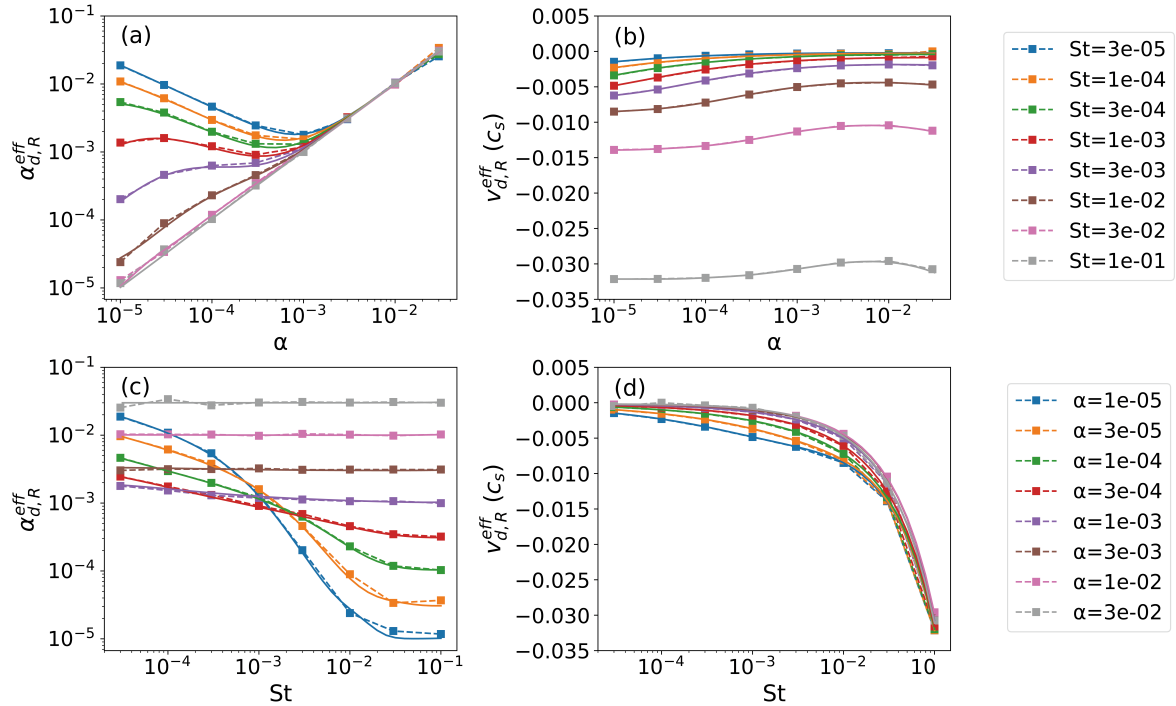 (a)
10⁻¹
10⁻²
10⁻³
10⁻⁴
10⁻⁵
α^{eff}_{d,R}
10⁻⁵ 10⁻⁴ 10⁻³ 10⁻²
α
(b)
0.000
−0.005
−0.010
−0.015
−0.020
−0.025
−0.030
−0.035
v^{eff}_{d,R} (c_s)
10⁻⁵ 10⁻⁴ 10⁻³ 10⁻²
α
St=3e-05
St=1e-04
St=3e-04
St=1e-03
St=3e-03
St=1e-02
St=3e-02
St=1e-01
(c)
10⁻¹
10⁻²
10⁻³
10⁻⁴
10⁻⁵
α^{eff}_{d,R}
10⁻⁴ 10⁻³ 10⁻² 10⁻¹
St
(d)
0.005
0.000
−0.005
−0.010
−0.015
−0.020
−0.025
−0.030
−0.035
v^{eff}_{d,R} (c_s)
10⁻⁴ 10⁻³ 10⁻² 10
St
α=1e-05
α=3e-05
α=1e-04
α=3e-04
α=1e-03
α=3e-03
α=1e-02
α=3e-02
0.005